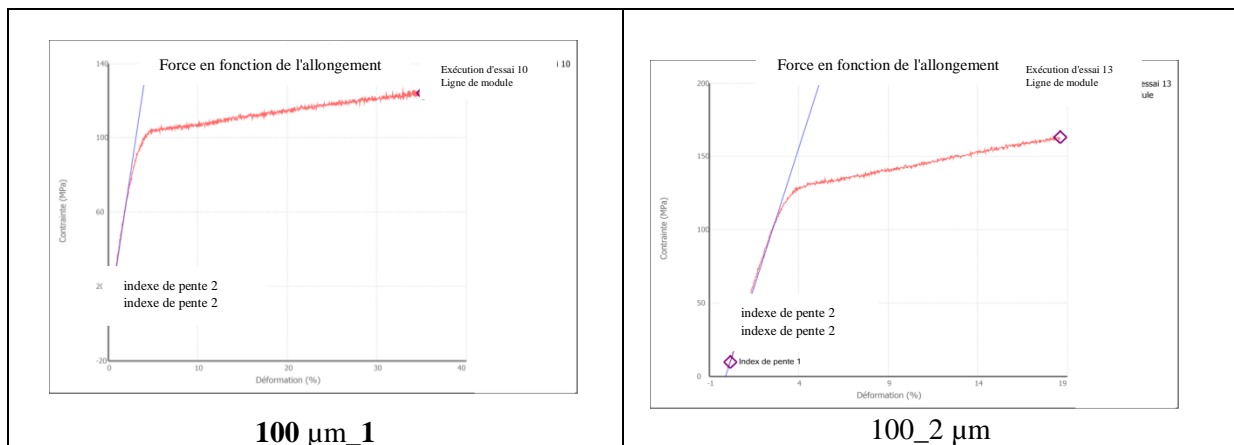 Force en fonction de l'allongement
Exécution d'essai 10
i 10
Ligne de module
140
100
60
20
-20
Contrainte (MPa)
indexe de pente 2
indexe de pente 2
0
10
20
30
40
Déformation (%)
100 µm_1
Force en fonction de l'allongement
Exécution d'essai 13
essai 13
Ligne de module
200
150
100
50
0
Contrainte (MPa)
indexe de pente 2
indexe de pente 2
Index de pente 1
-1
4
9
14
19
Déformation (%)
100_2 µm